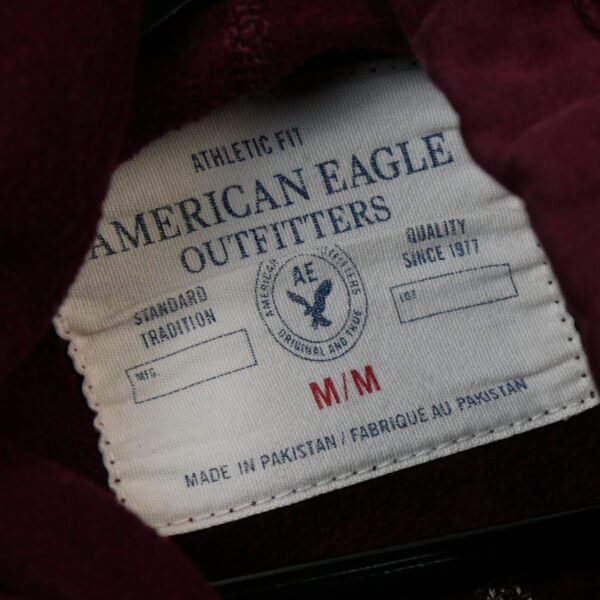 ATHLETIC FIT
AMERICAN EAGLE
OUTFITTERS
STANDARD
TRADITION
MFG.
AMERICAN EAGLE OUTFITTERS
AE
ORIGINAL AND TRUE
QUALITY
SINCE 1977
LOT
M/M
MADE IN PAKISTAN / FABRIQUE AU PAKISTAN